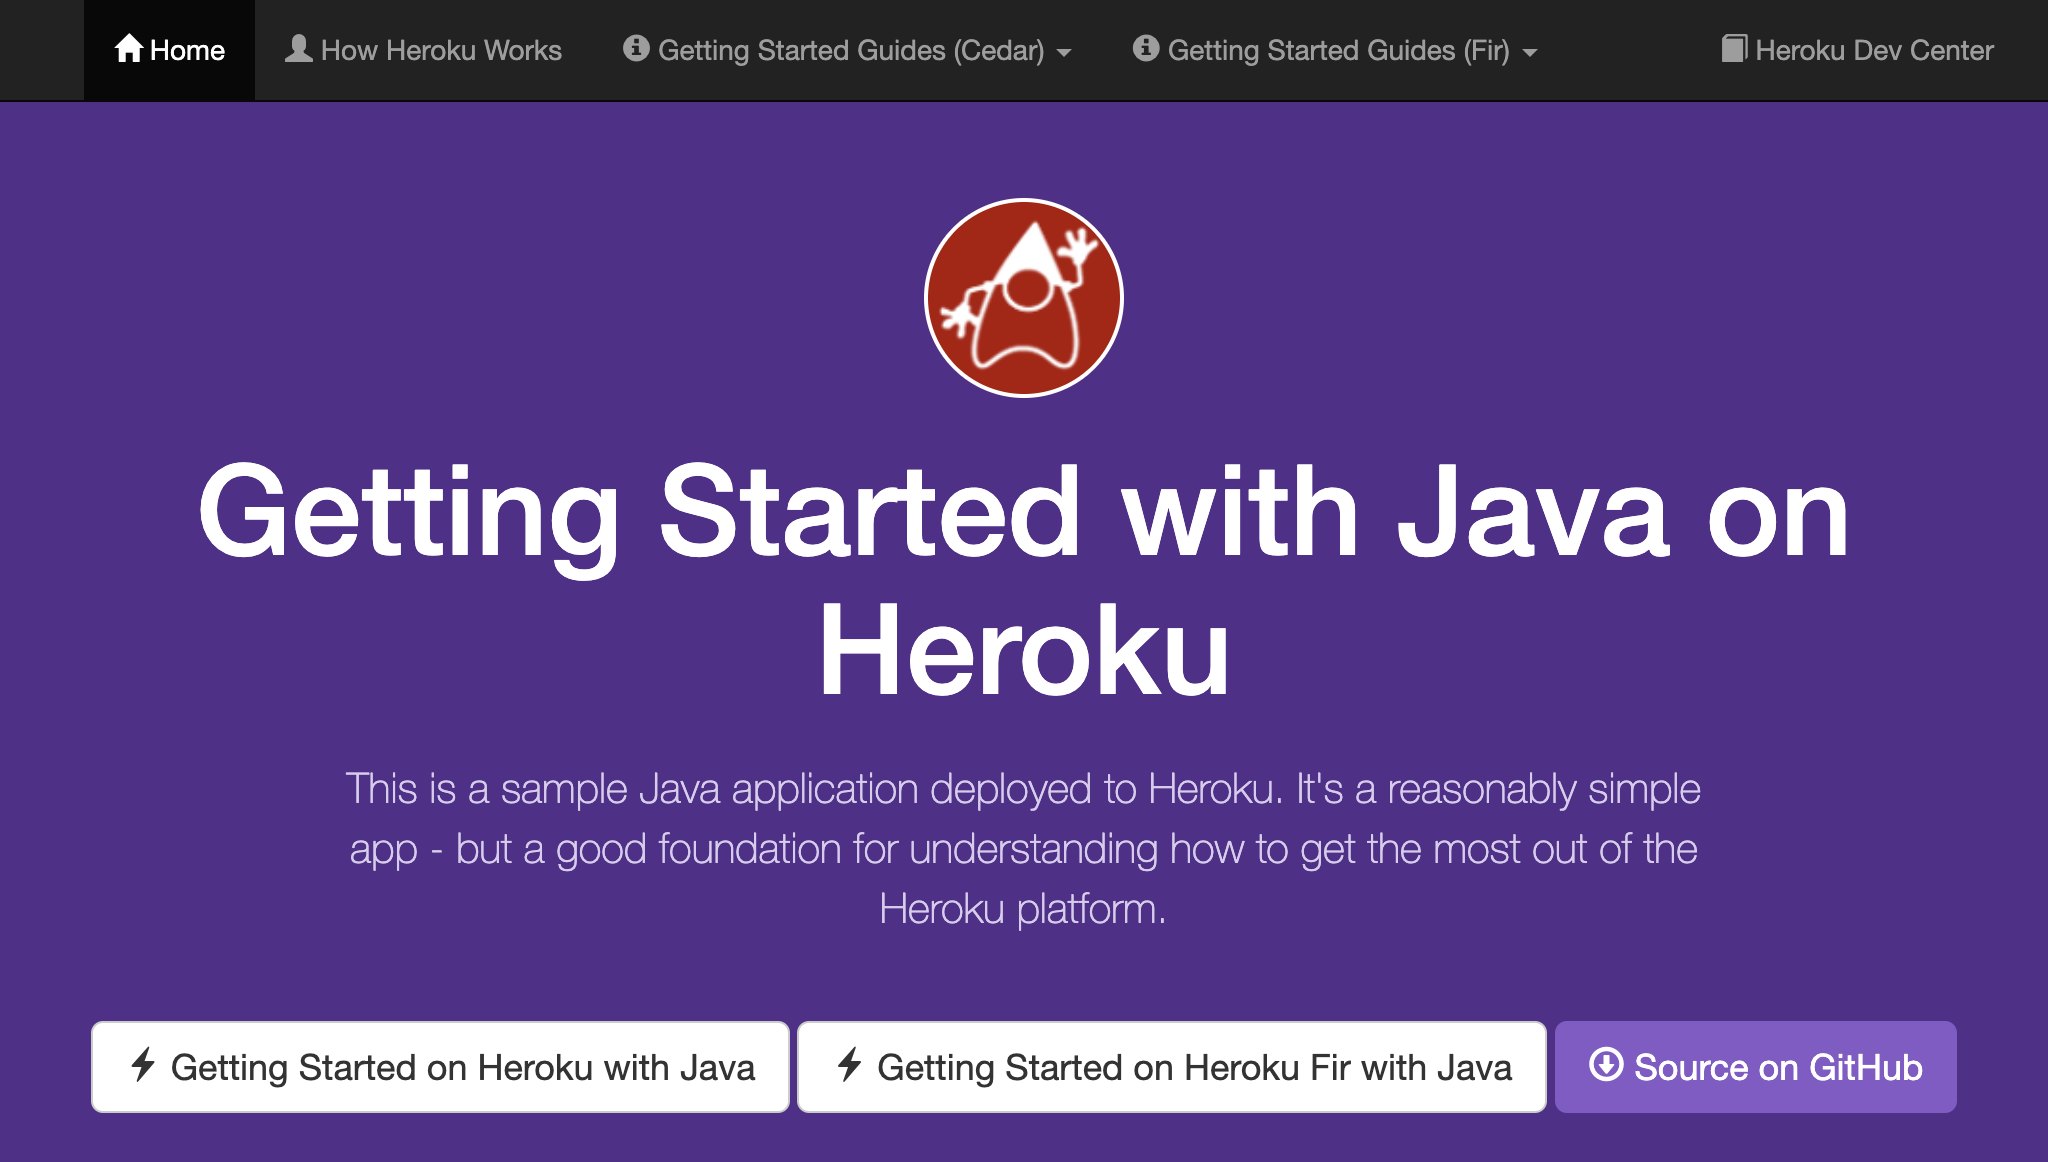 Home
How Heroku Works
Getting Started Guides (Cedar)
Getting Started Guides (Fir)
Heroku Dev Center
Getting Started with Java on
Heroku
This is a sample Java application deployed to Heroku. It's a reasonably simple
app - but a good foundation for understanding how to get the most out of the
Heroku platform.
Getting Started on Heroku with Java
Getting Started on Heroku Fir with Java
Source on GitHub